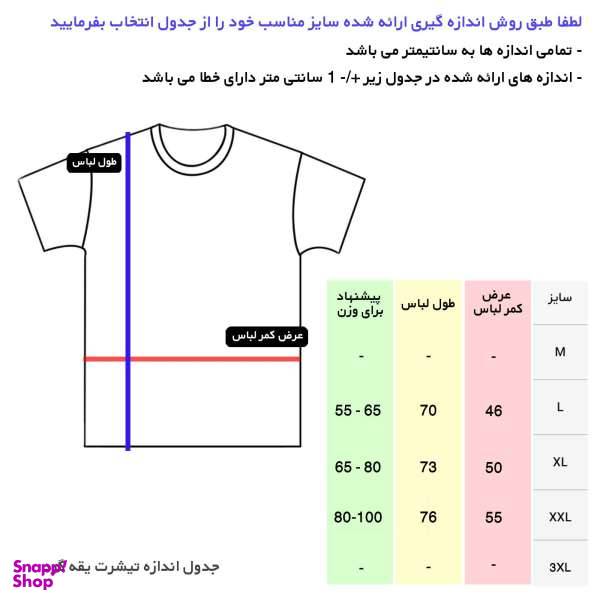 لطفا طبق روش اندازه گیری ارائه شده سایز مناسب خود را از جدول انتخاب بفرمایید
- تمامی اندازه ها به سانتیمتر می باشد
- اندازه های ارائه شده در جدول زیر +/- 1 سانتی متر دارای خطا می باشد
طول لباس
عرض کمر لباس
سایز عرض کمر لباس طول لباس پیشنهاد برای وزن
M - - -
L 46 70 55 - 65
XL 50 73 65 - 80
XXL 55 76 80-100
3XL - - -
جدول اندازه تیشرت یقه
Snapp!
Shop